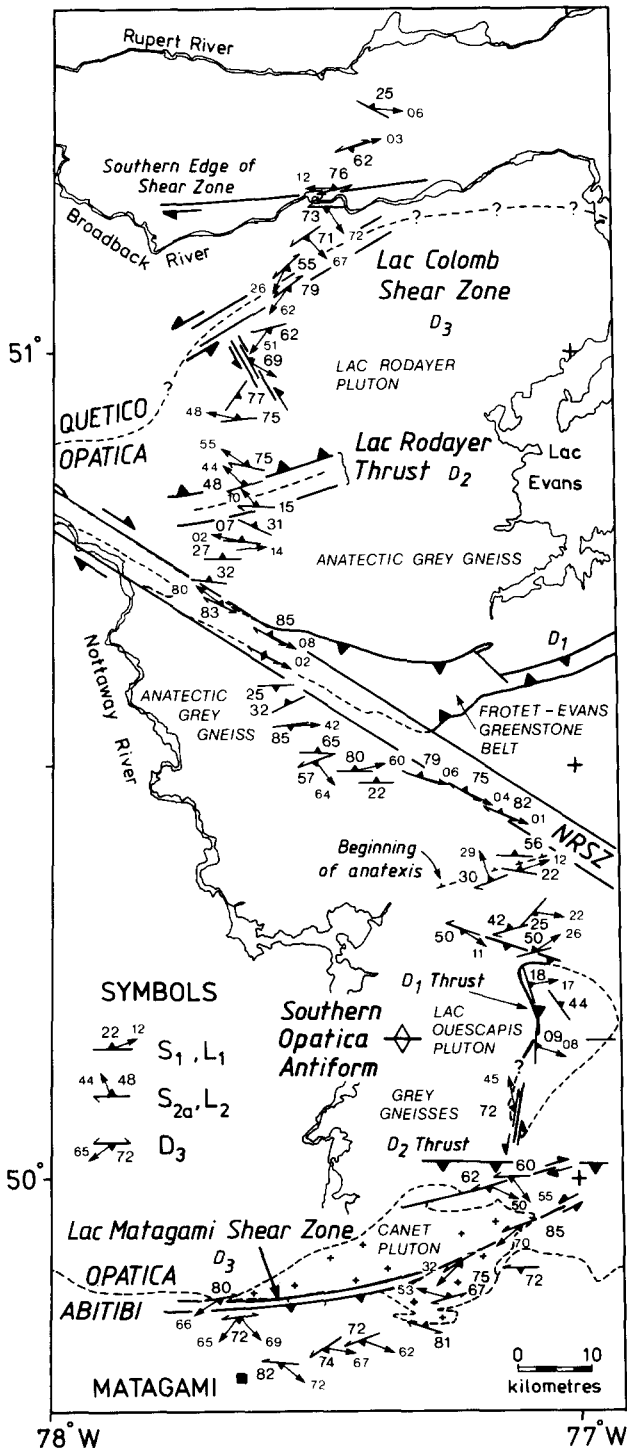 Rupert River
25
06
03
62
Southern Edge of
Shear Zone
12
76
Broadback
River
73
72
71
67
?
?
Lac Colomb
Shear Zone
D3
55
26
79
62
62
51
69
51°
LAC RODAYER
PLUTON
?
77
48
75
QUETICO
OPATICA
55
75
44
48
Lac Rodayer
Thrust D2
Lac
Evans
10
15
07
31
02
27
14
32
ANATECTIC GREY GNEISS
80
83
85
08
02
D1
Nottaway
River
ANATECTIC
GREY
GNEISS
25
32
42
85
FROTET-EVANS
GREENSTONE
BELT
65
57
64
80
60
22
79
06
75
04
82
01
NRSZ
Beginning
of anatexis
56
29
12
30
22
42
22
25
50
11
50
26
SYMBOLS
22
12
S1, L1
44
48
S2a, L2
65
72
D3
D1 Thrust
18
17
44
Southern
Opatica
Antiform
LAC
OUESCAPIS
PLUTON
09
08
?
45
72
GREY
GNEISSES
D2 Thrust
60
50°
62
50
55
85
Lac Matagami Shear Zone
D3
CANET
PLUTON
70
32
75
72
OPATICA
ABITIBI
80
53
67
66
65
72
69
72
81
74
67
62
82
72
MATAGAMI
0
10
kilometres
78°W
77°W